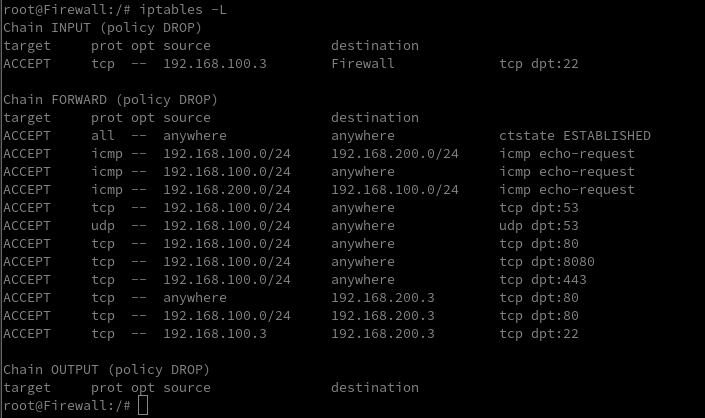 root@Firewall:/# iptables -L
Chain INPUT (policy DROP)
target     prot opt source               destination
ACCEPT     tcp  --  192.168.100.3        Firewall             tcp dpt:22

Chain FORWARD (policy DROP)
target     prot opt source               destination
ACCEPT     all  --  anywhere             anywhere             ctstate ESTABLISHED
ACCEPT     icmp --  192.168.100.0/24     192.168.200.0/24     icmp echo-request
ACCEPT     icmp --  192.168.100.0/24     anywhere             icmp echo-request
ACCEPT     icmp --  192.168.200.0/24     192.168.100.0/24     icmp echo-request
ACCEPT     tcp  --  192.168.100.0/24     anywhere             tcp dpt:53
ACCEPT     udp  --  192.168.100.0/24     anywhere             udp dpt:53
ACCEPT     tcp  --  192.168.100.0/24     anywhere             tcp dpt:80
ACCEPT     tcp  --  192.168.100.0/24     anywhere             tcp dpt:8080
ACCEPT     tcp  --  192.168.100.0/24     anywhere             tcp dpt:443
ACCEPT     tcp  --  anywhere             192.168.200.3        tcp dpt:80
ACCEPT     tcp  --  192.168.100.0/24     192.168.200.3        tcp dpt:80
ACCEPT     tcp  --  192.168.100.3        192.168.200.3        tcp dpt:22

Chain OUTPUT (policy DROP)
target     prot opt source               destination
root@Firewall:/#